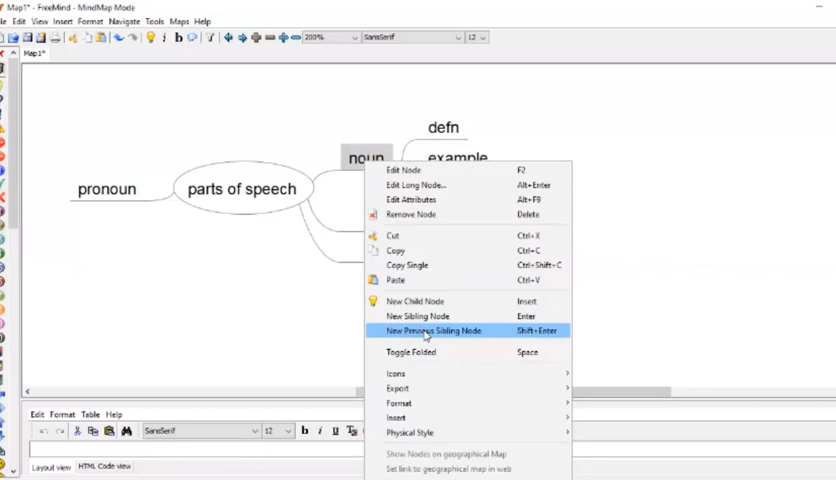 Map1* - FreeMind - MindMap Mode
Edit View Insert Format Navigate Tools Maps Help
b 200% SansSerif 12
Map1*
defn
noun
example
pronoun
parts of speech
Edit Node F2
Edit Long Node... Alt+Enter
Edit Attributes Alt+F9
Remove Node Delete
Cut Ctrl+X
Copy Ctrl+C
Copy Single Ctrl+Shift+C
Paste Ctrl+V
New Child Node Insert
New Sibling Node Enter
New Previous Sibling Node Shift+Enter
Toggle Folded Space
Icons
Export
Format
Insert
Physical Style
Show Nodes on geographical Map
Set link to geographical map in web
Edit Format Table Help
SansSerif 12 b i U
Layout view HTML Code view